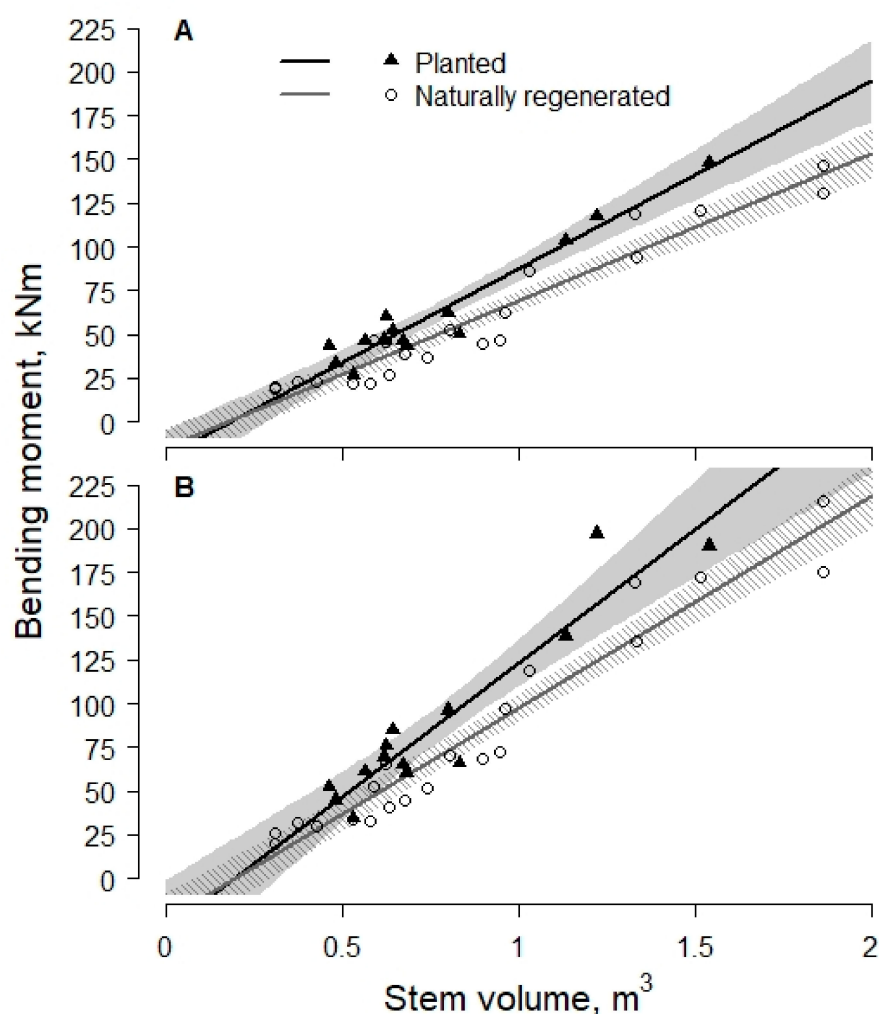 A
225
200
175
150
125
100
75
50
25
0
Planted
Naturally regenerated
B
225
200
175
150
125
100
75
50
25
0
Bending moment, kNm
0 0.5 1 1.5 2
Stem volume, m³